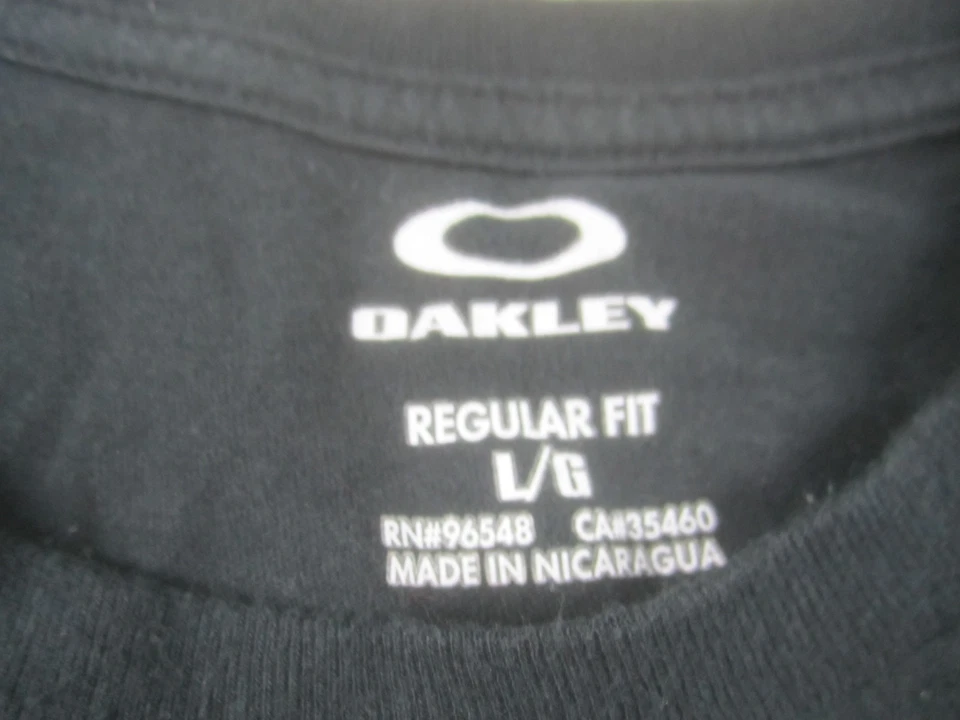 OAKLEY
REGULAR FIT
L/G
RN#96548 CA#35460
MADE IN NICARAGUA